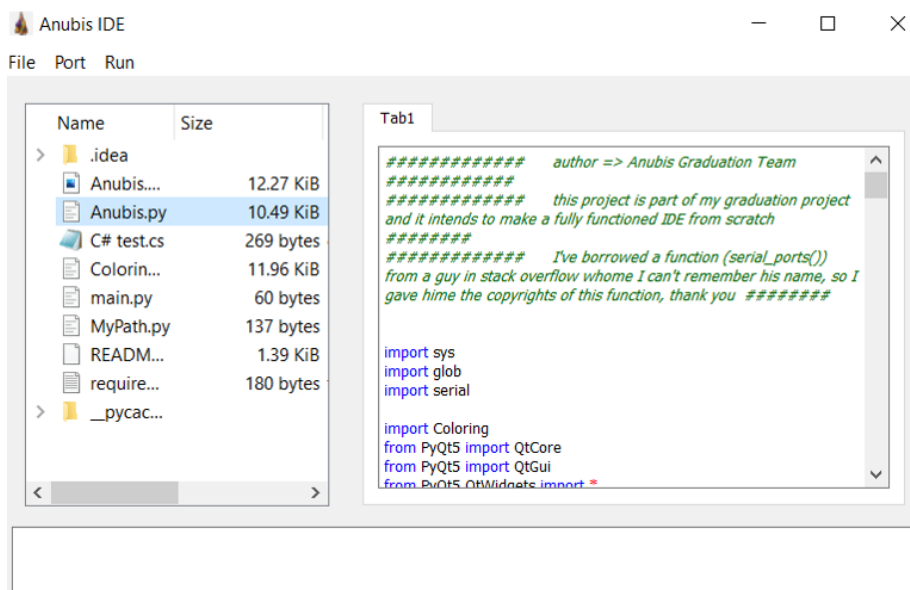 Anubis IDE
File Port Run
Name Size
.idea
Anubis.... 12.27 KiB
Anubis.py 10.49 KiB
C# test.cs 269 bytes
Colorin... 11.96 KiB
main.py 60 bytes
MyPath.py 137 bytes
READM... 1.39 KiB
require... 180 bytes
__pycac...
Tab1
############# author => Anubis Graduation Team
############
############# this project is part of my graduation project
and it intends to make a fully functioned IDE from scratch
########
############# I've borrowed a function (serial_ports())
from a guy in stack overflow whome I can't remember his name, so I
gave hime the copyrights of this function, thank you ########
import sys
import glob
import serial
import Coloring
from PyQt5 import QtCore
from PyQt5 import QtGui
from PyQt5.QtWidgets import *